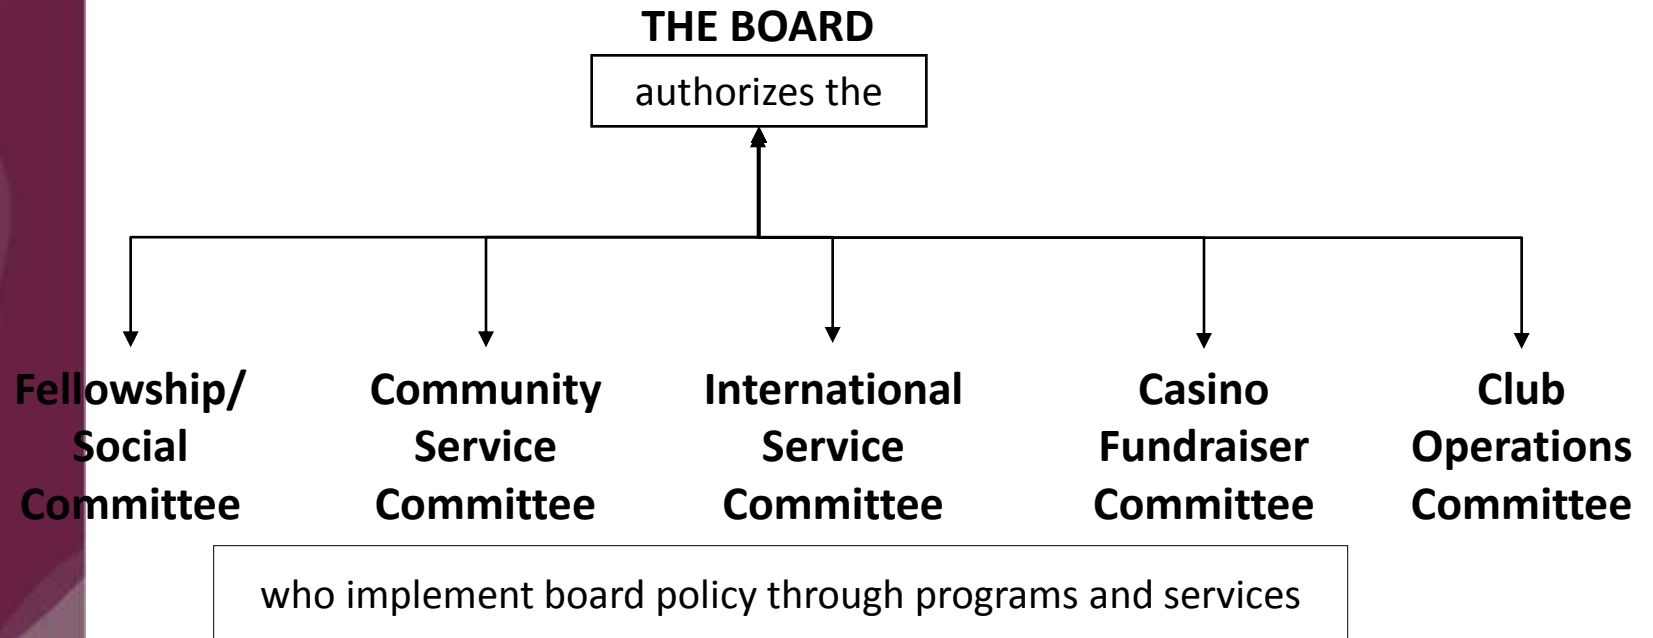 THE BOARD
authorizes the
Fellowship/
Social
Committee
Community
Service
Committee
International
Service
Committee
Casino
Fundraiser
Committee
Club
Operations
Committee
who implement board policy through programs and services